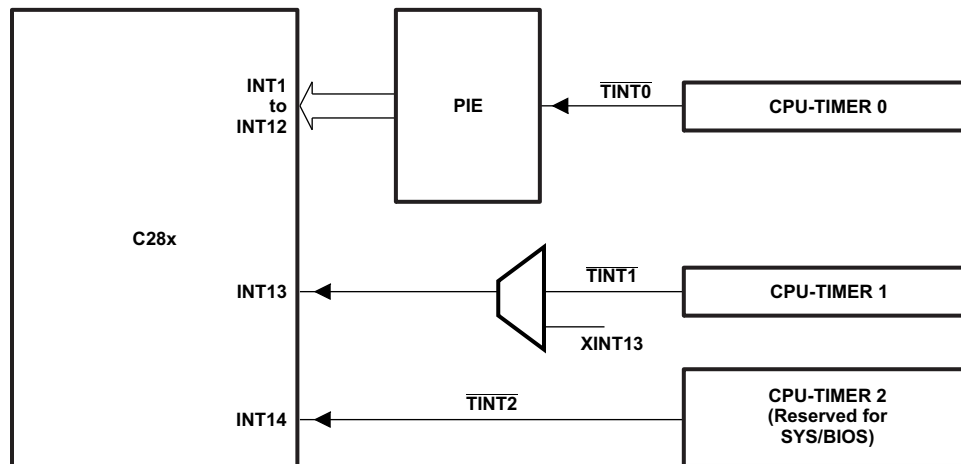 INT1
to
INT12
PIE
TINT0
CPU-TIMER 0
C28x
INT13
TINT1
CPU-TIMER 1
XINT13
INT14
TINT2
CPU-TIMER 2
(Reserved for
SYS/BIOS)